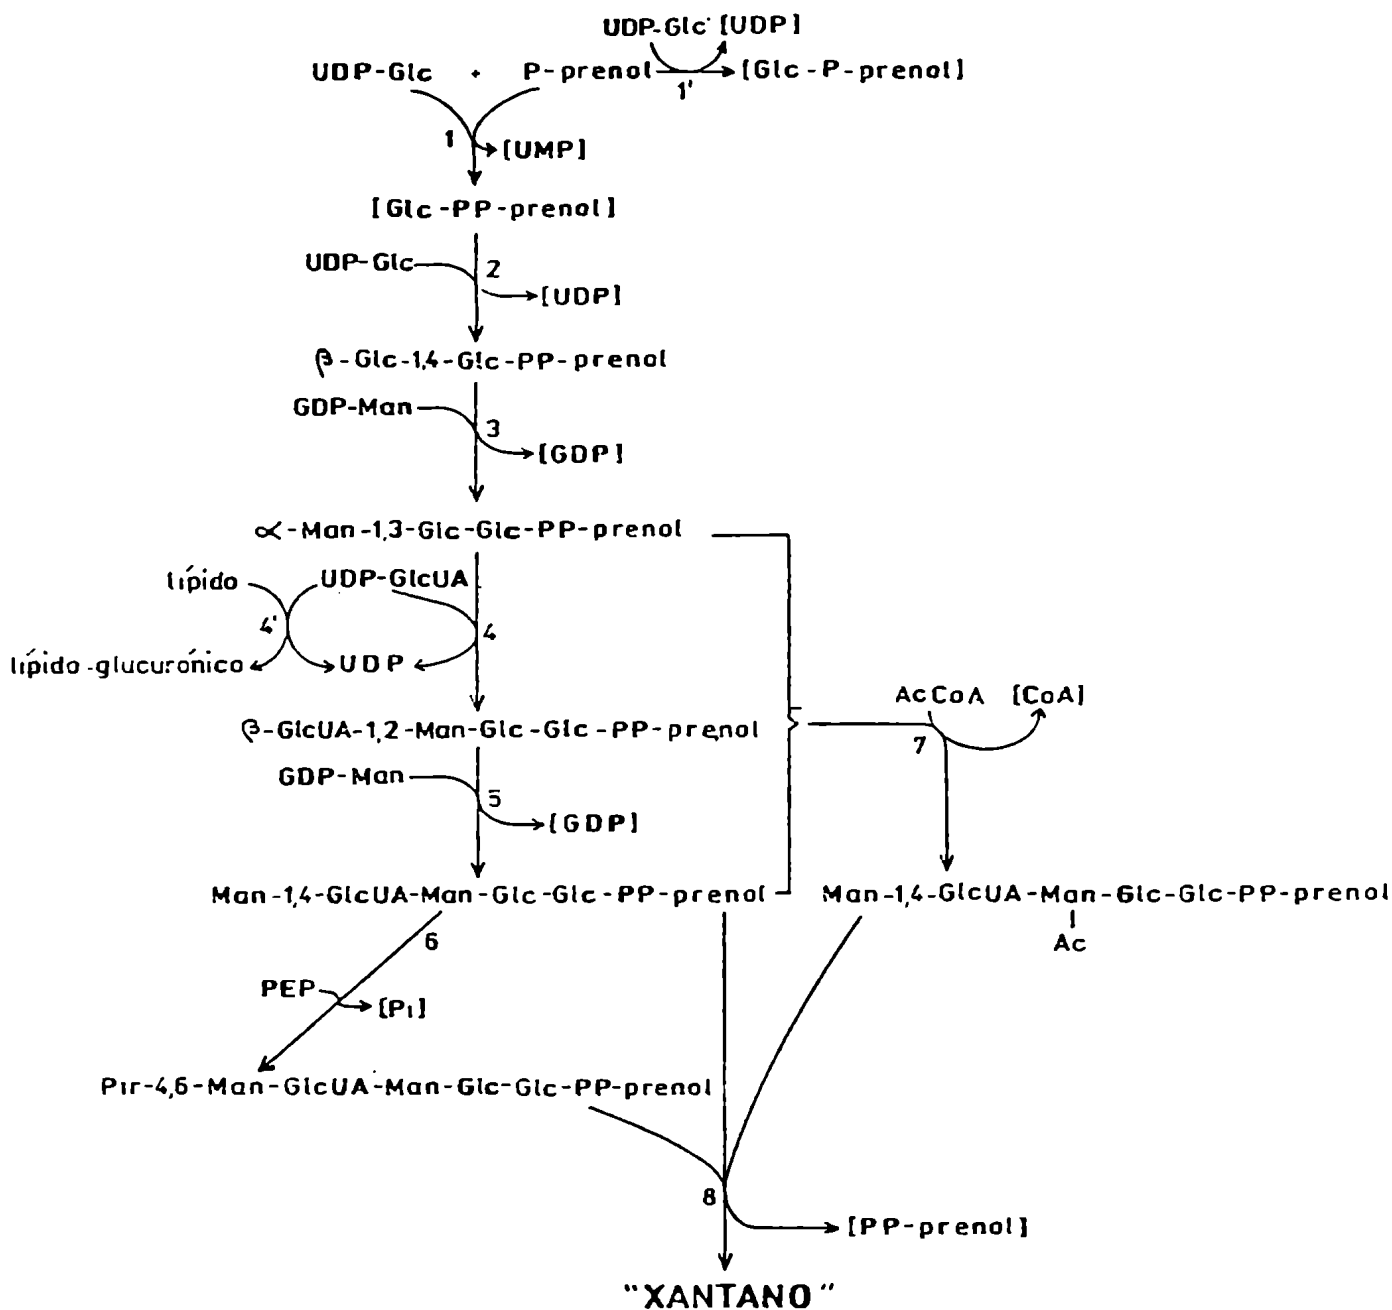 UDP-Glc [UDP]
UDP-Glc + P-prenol [Glc-P-prenol]
1'
1
[UMP]
[Glc-PP-prenol]
UDP-Glc 2
[UDP]
β-Glc-1,4-Glc-PP-prenol
GDP-Man
3
[GDP]
α-Man-1,3-Glc-Glc-PP-prenol
lípido UDP-GlcUA
4' 4
lípido-glucurónico UDP
AcCoA [CoA]
β-GlcUA-1,2-Man-Glc-Glc-PP-prenol
7
GDP-Man
5
[GDP]
Man-1,4-GlcUA-Man-Glc-Glc-PP-prenol Man-1,4-GlcUA-Man-Glc-Glc-PP-prenol
Ac
6
PEP
[Pi]
Pir-4,6-Man-GlcUA-Man-Glc-Glc-PP-prenol
8
[PP-prenol]
"XANTANO"